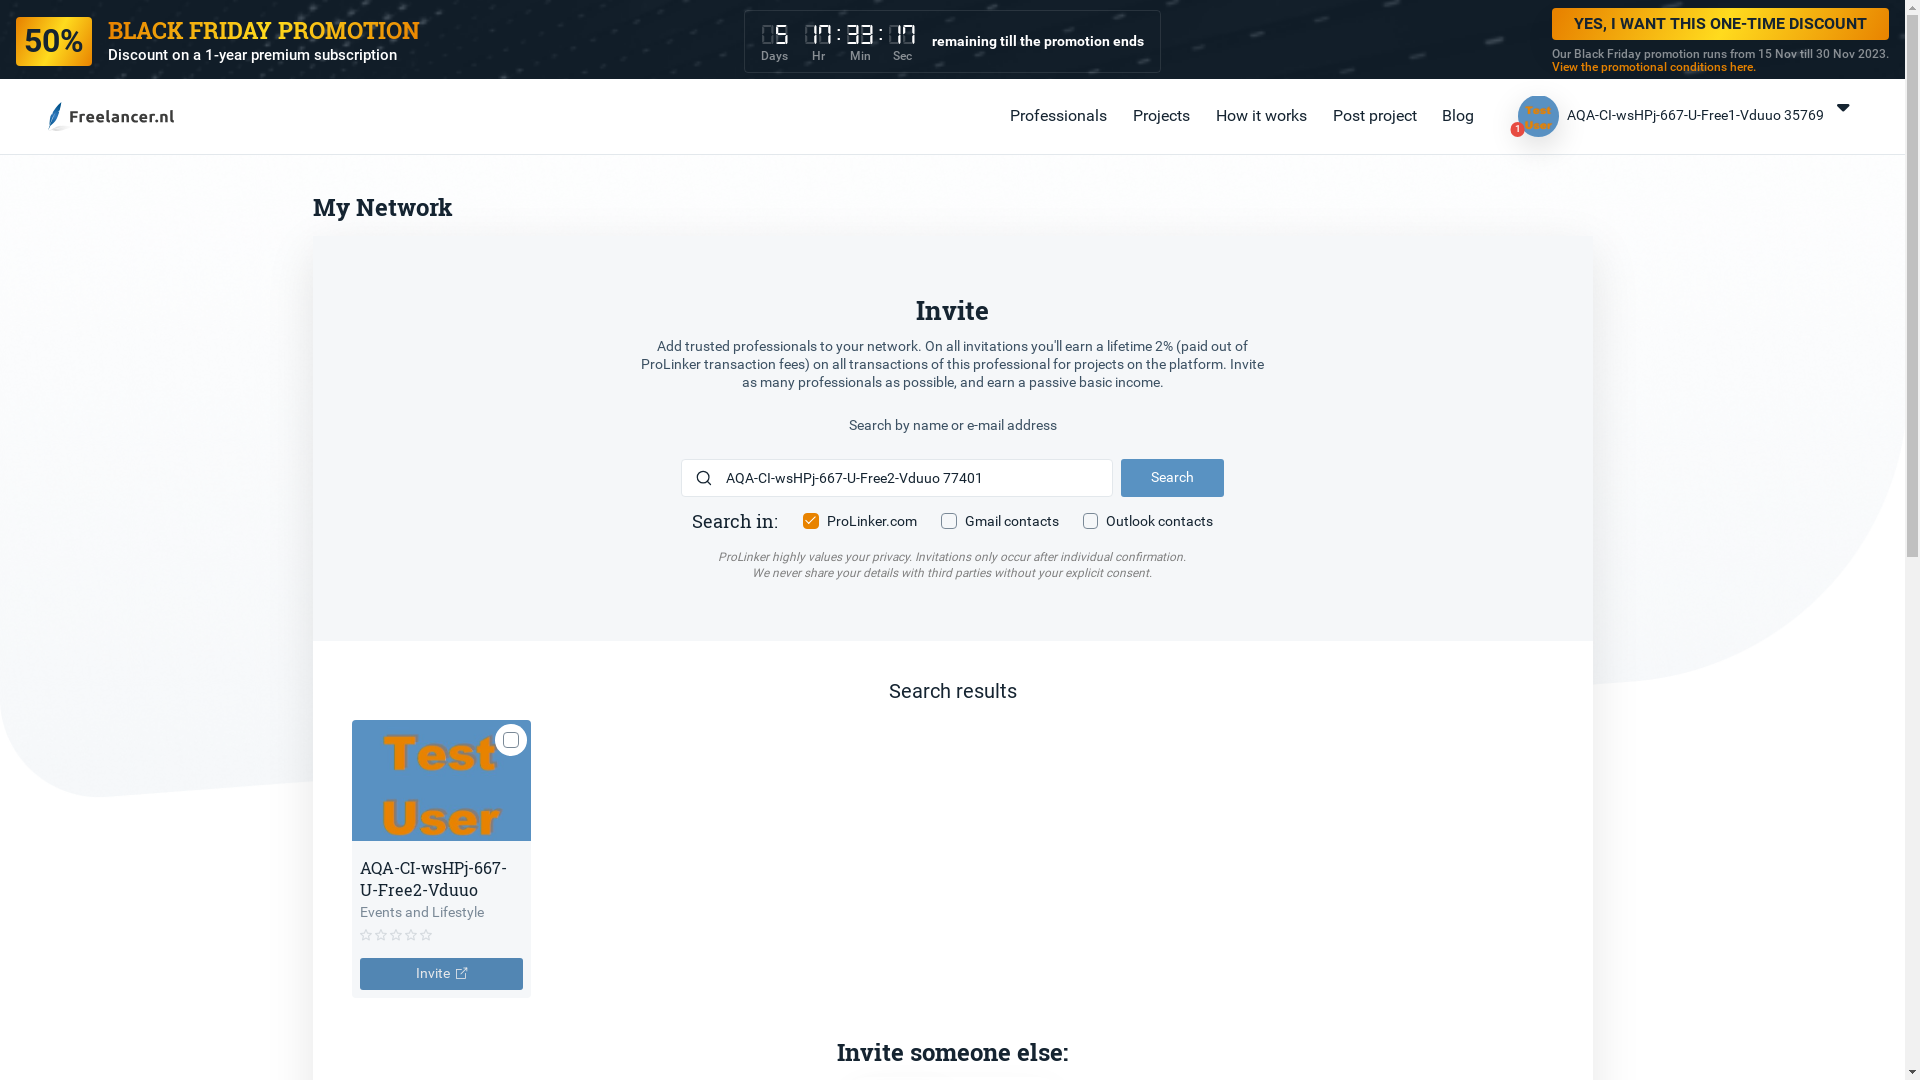 50%
BLACK FRIDAY PROMOTION
Discount on a 1-year premium subscription
5 17 : 33 : 17
Days Hr Min Sec
remaining till the promotion ends
YES, I WANT THIS ONE-TIME DISCOUNT
Our Black Friday promotion runs from 15 Nov till 30 Nov 2023.
View the promotional conditions here.
Freelancer.nl
Professionals
Projects
How it works
Post project
Blog
Test
User
1
AQA-CI-wsHPj-667-U-Free1-Vduuo 35769
My Network
Invite
Add trusted professionals to your network. On all invitations you'll earn a lifetime 2% (paid out of
ProLinker transaction fees) on all transactions of this professional for projects on the platform. Invite
as many professionals as possible, and earn a passive basic income.
Search by name or e-mail address
AQA-CI-wsHPj-667-U-Free2-Vduuo 77401
Search
Search in:
ProLinker.com
Gmail contacts
Outlook contacts
ProLinker highly values your privacy. Invitations only occur after individual confirmation.
We never share your details with third parties without your explicit consent.
Search results
Test
User
AQA-CI-wsHPj-667-
U-Free2-Vduuo
Events and Lifestyle
Invite
Invite someone else: